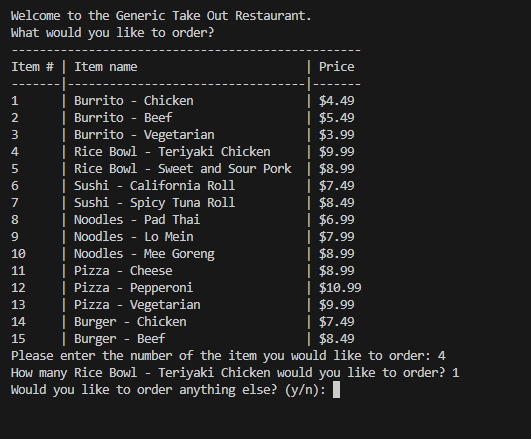 Welcome to the Generic Take Out Restaurant.
What would you like to order?
--------------------------------------------------
Item # | Item name                        | Price
-------|----------------------------------|-------
1      | Burrito - Chicken                | $4.49
2      | Burrito - Beef                   | $5.49
3      | Burrito - Vegetarian             | $3.99
4      | Rice Bowl - Teriyaki Chicken     | $9.99
5      | Rice Bowl - Sweet and Sour Pork  | $8.99
6      | Sushi - California Roll          | $7.49
7      | Sushi - Spicy Tuna Roll          | $8.49
8      | Noodles - Pad Thai               | $6.99
9      | Noodles - Lo Mein                | $7.99
10     | Noodles - Mee Goreng             | $8.99
11     | Pizza - Cheese                   | $8.99
12     | Pizza - Pepperoni                | $10.99
13     | Pizza - Vegetarian               | $9.99
14     | Burger - Chicken                 | $7.49
15     | Burger - Beef                    | $8.49
Please enter the number of the item you would like to order: 4
How many Rice Bowl - Teriyaki Chicken would you like to order? 1
Would you like to order anything else? (y/n):